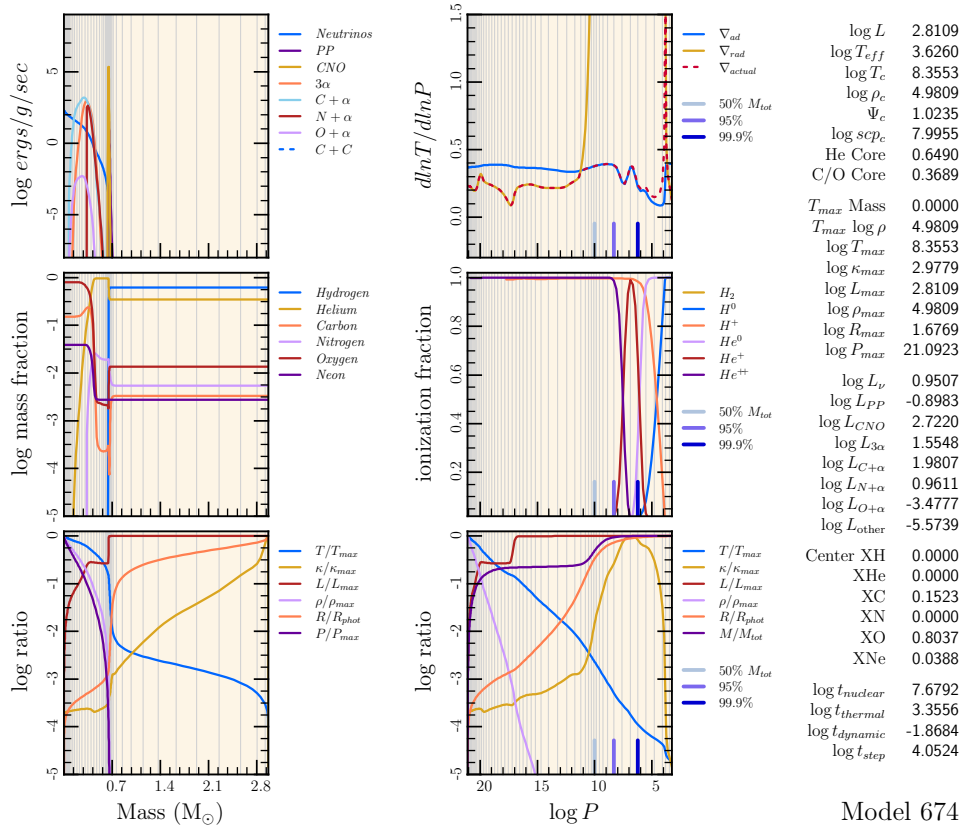 log ergs/g/sec
5
0
-5
Neutrinos
PP
CNO
3α
C + α
N + α
O + α
C + C
dlnT/dlnP
1.5
1.2
0.8
0.4
0.0
∇ad
∇rad
∇actual
50% Mtot
95%
99.9%
log L 2.8109
log Teff 3.6260
log Tc 8.3553
log ρc 4.9809
Ψc 1.0235
log scpc 7.9955
He Core 0.6490
C/O Core 0.3689
Tmax Mass 0.0000
Tmax log ρ 4.9809
log Tmax 8.3553
log κmax 2.9779
log Lmax 2.8109
log ρmax 4.9809
log Rmax 1.6769
log Pmax 21.0923
log Lν 0.9507
log LPP -0.8983
log LCNO 2.7220
log L3α 1.5548
log LC+α 1.9807
log LN+α 0.9611
log LO+α -3.4777
log Lother -5.5739
Center XH 0.0000
XHe 0.0000
XC 0.1523
XN 0.0000
XO 0.8037
XNe 0.0388
log tnuclear 7.6792
log tthermal 3.3556
log tdynamic -1.8684
log tstep 4.0524
log mass fraction
0
-1
-2
-3
-4
-5
Hydrogen
Helium
Carbon
Nitrogen
Oxygen
Neon
ionization fraction
1.0
0.8
0.6
0.4
0.2
H2
H0
H+
He0
He+
He++
50% Mtot
95%
99.9%
log ratio
0
-1
-2
-3
-4
-5
0.7
1.4
2.1
2.8
Mass (M⊙)
T/Tmax
κ/κmax
L/Lmax
ρ/ρmax
R/Rphot
P/Pmax
log ratio
0
-1
-2
-3
-4
-5
20
15
10
5
log P
T/Tmax
κ/κmax
L/Lmax
ρ/ρmax
R/Rphot
M/Mtot
50% Mtot
95%
99.9%
Model 674